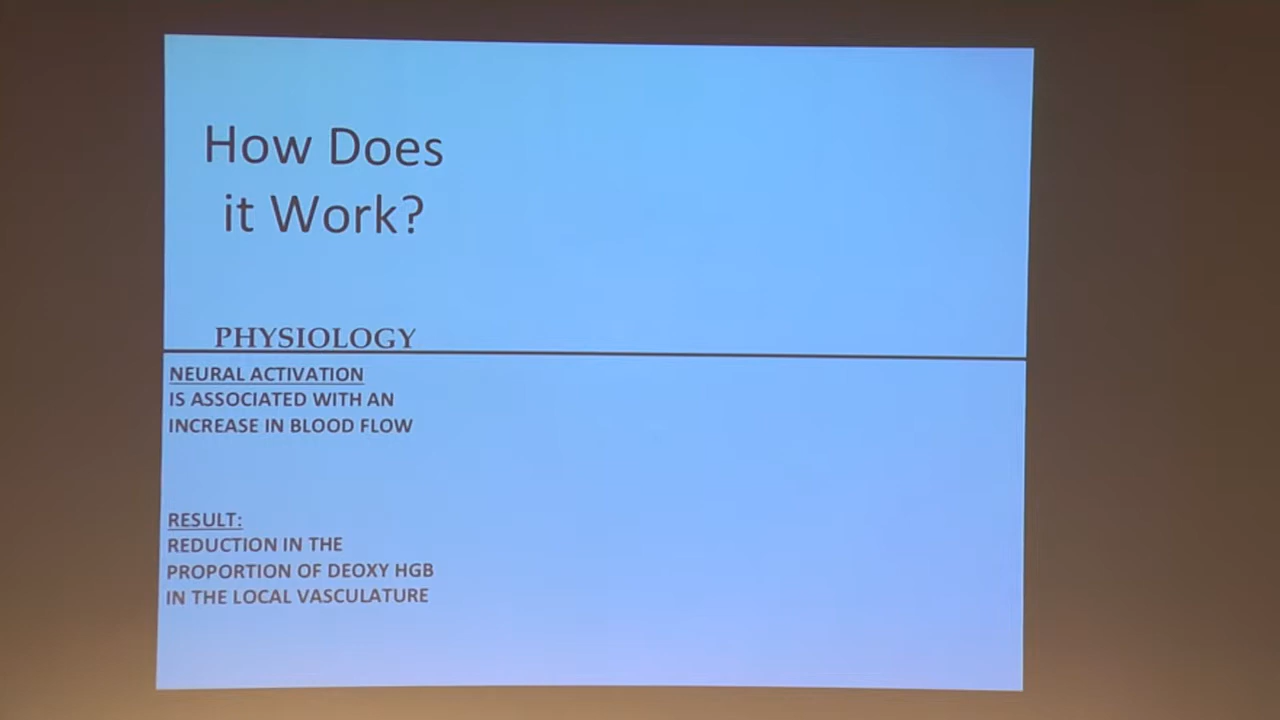 How Does
it Work?
PHYSIOLOGY
NEURAL ACTIVATION
IS ASSOCIATED WITH AN
INCREASE IN BLOOD FLOW
RESULT:
REDUCTION IN THE
PROPORTION OF DEOXY HGB
IN THE LOCAL VASCULATURE